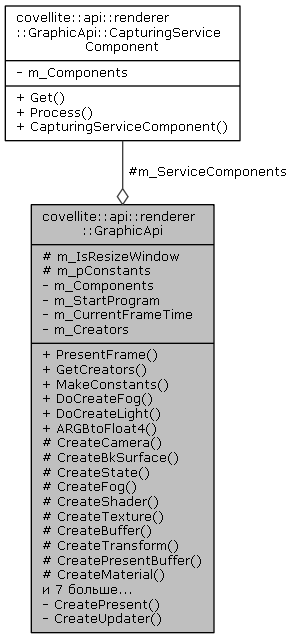 covellite::api::renderer
::GraphicApi::CapturingService
Component
- m_Components
+ Get()
+ Process()
+ CapturingServiceComponent()
#m_ServiceComponents
covellite::api::renderer
::GraphicApi
# m_IsResizeWindow
# m_pConstants
- m_Components
- m_StartProgram
- m_CurrentFrameTime
- m_Creators
+ PresentFrame()
+ GetCreators()
+ MakeConstants()
+ DoCreateFog()
+ DoCreateLight()
+ ARGBtoFloat4()
# CreateCamera()
# CreateBkSurface()
# CreateState()
# CreateFog()
# CreateShader()
# CreateTexture()
# CreateBuffer()
# CreateTransform()
# CreatePresentBuffer()
# CreateMaterial()
и 7 больше...
- CreatePresent()
- CreateUpdater()